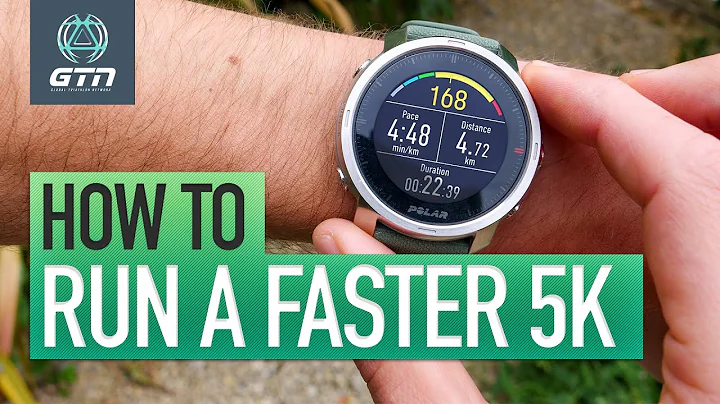 GTN
GLOBAL TRIATHLON NETWORK
168
Pace
4:48
min/km
Distance
4.72
km
Duration
00:22:39
POLAR
HOW TO
RUN A FASTER 5K